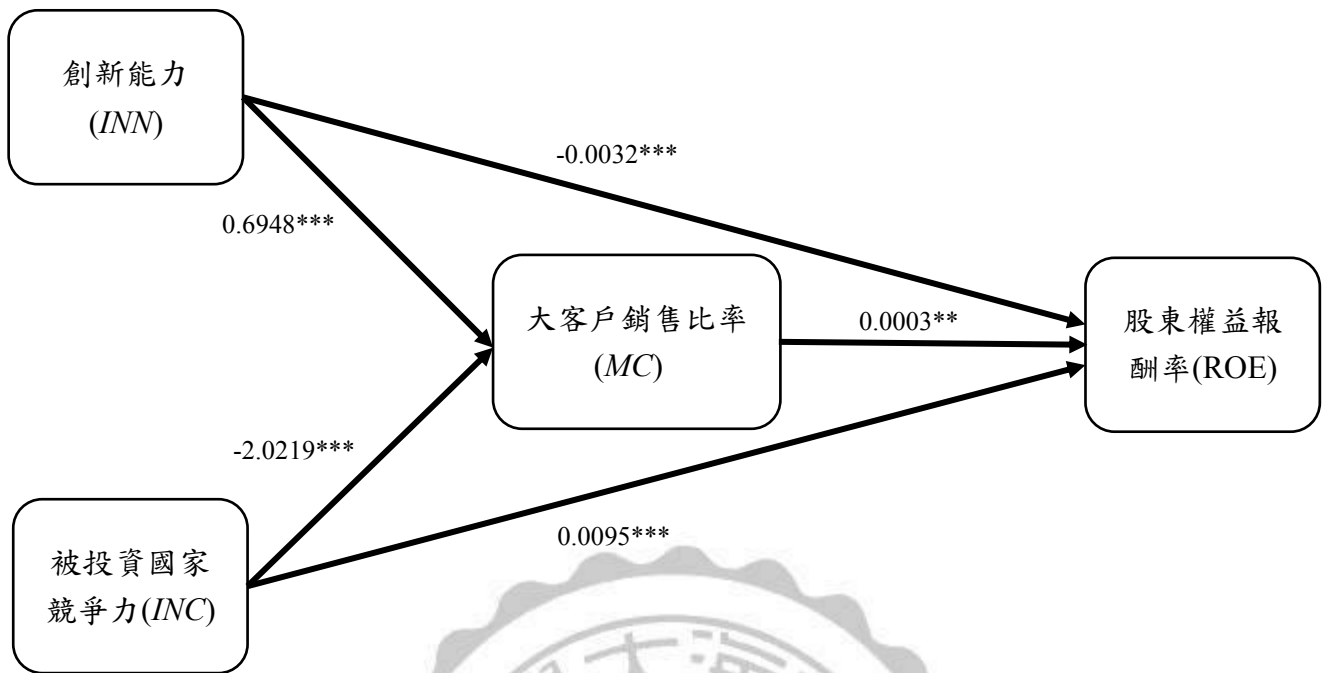 創新能力
(INN)
-0.0032***
0.6948***
大客戶銷售比率
(MC)
0.0003**
股東權益報
酬率(ROE)
-2.0219***
0.0095***
被投資國家
競爭力(INC)